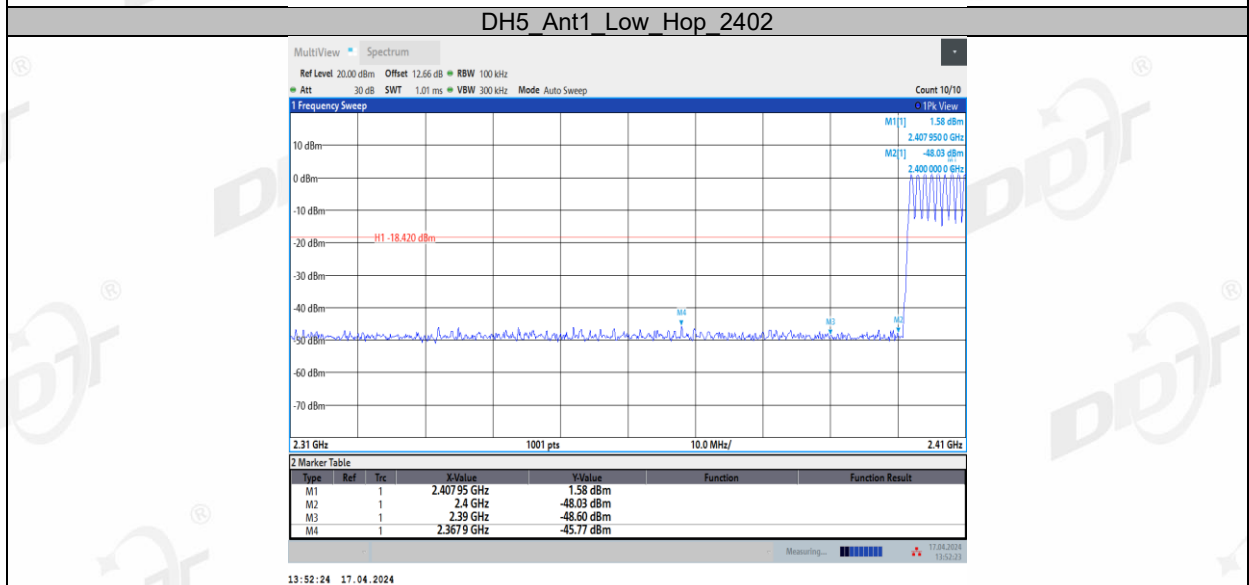 DH5_Ant1_Low_Hop_2402
MultiView Spectrum
Ref Level 20.00 dBm Offset 12.66 dB RBW 100 kHz
Att 30 dB SWT 1.01 ms VBW 300 kHz Mode Auto Sweep Count 10/10
1 Frequency Sweep 1Pk View
M1[1] 1.58 dBm
2.407 950 0 GHz
10 dBm
M2[1] -48.03 dBm
2.400 000 0 GHz
0 dBm
-10 dBm
H1 -18.420 dBm
-20 dBm
-30 dBm
-40 dBm
M4
M3 M2
-50 dBm
-60 dBm
-70 dBm
2.31 GHz 1001 pts 10.0 MHz/ 2.41 GHz
2 Marker Table
Type Ref Trc X-Value Y-Value Function Function Result
M1 1 2.40795 GHz 1.58 dBm
M2 1 2.4 GHz -48.03 dBm
M3 1 2.39 GHz -48.60 dBm
M4 1 2.3679 GHz -45.77 dBm
Measuring... 17.04.2024
13:52:23
13:52:24 17.04.2024
DDT
®